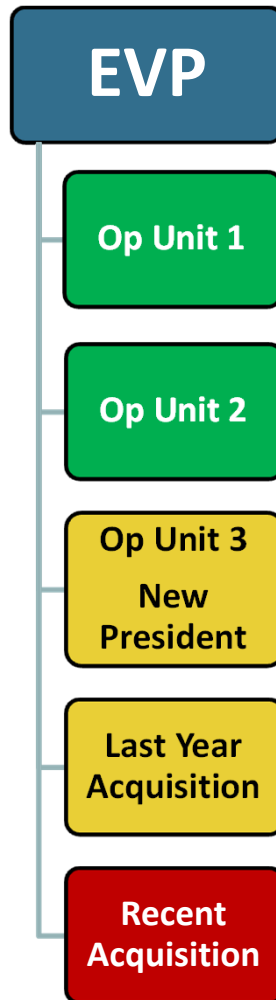 EVP
Op Unit 1
Op Unit 2
Op Unit 3
New
President
Last Year
Acquisition
Recent
Acquisition